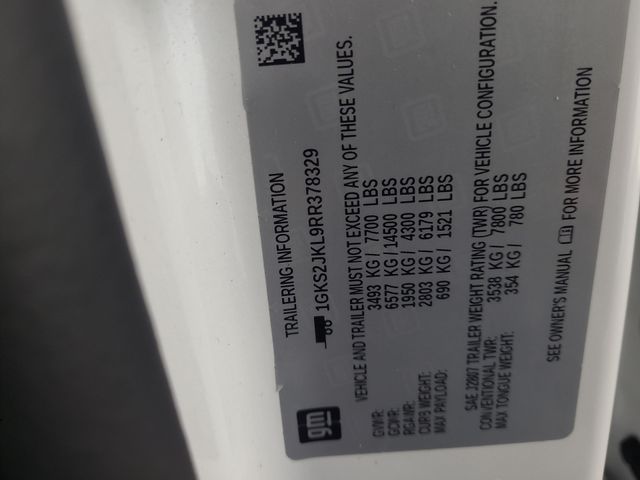 gm
TRAILERING INFORMATION
1GKS2JKL9RR378329
VEHICLE AND TRAILER MUST NOT EXCEED ANY OF THESE VALUES.
GVWR: 3493 KG / 7700 LBS
GCWR: 6577 KG / 14500 LBS
RGAWR: 1950 KG / 4300 LBS
CURB WEIGHT: 2803 KG / 6179 LBS
MAX PAYLOAD: 690 KG / 1521 LBS
SAE J2807 TRAILER WEIGHT RATING (TWR) FOR VEHICLE CONFIGURATION.
CONVENTIONAL TWR: 3538 KG / 7800 LBS
MAX TONGUE WEIGHT: 354 KG / 780 LBS
SEE OWNER'S MANUAL FOR MORE INFORMATION